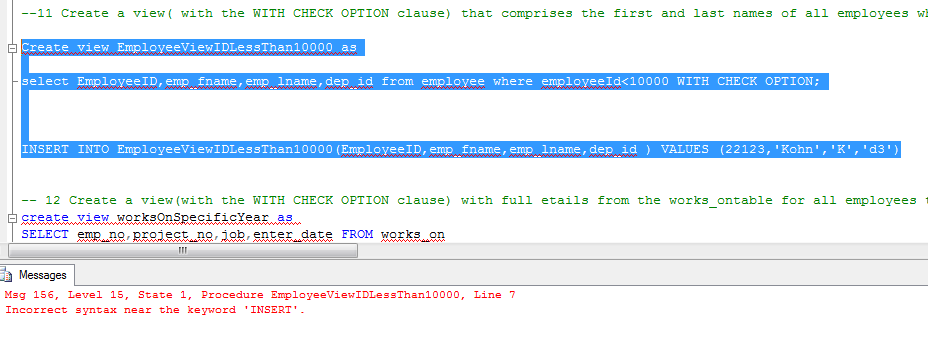 --11 Create a view( with the WITH CHECK OPTION clause) that comprises the first and last names of all employees
Create view EmployeeViewIDLessThan10000 as
select EmployeeID,emp_fname,emp_lname,dep_id from employee where employeeId<10000 WITH CHECK OPTION;
INSERT INTO EmployeeViewIDLessThan10000(EmployeeID,emp_fname,emp_lname,dep_id ) VALUES (22123,'Kohn','K','d3')
-- 12 Create a view(with the WITH CHECK OPTION clause) with full etails from the works_ontable for all employees
create view worksOnSpecificYear as
SELECT emp_no,project_no,job,enter_date FROM works_on
Messages
Msg 156, Level 15, State 1, Procedure EmployeeViewIDLessThan10000, Line 7
Incorrect syntax near the keyword 'INSERT'.